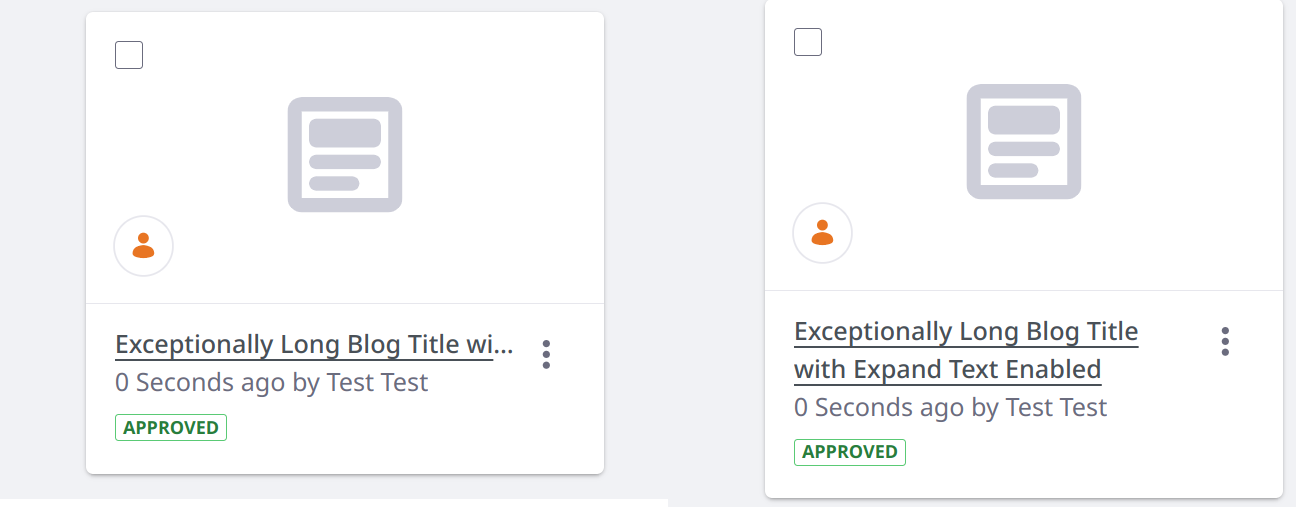 Exceptionally Long Blog Title wi...
0 Seconds ago by Test Test
APPROVED
Exceptionally Long Blog Title
with Expand Text Enabled
0 Seconds ago by Test Test
APPROVED